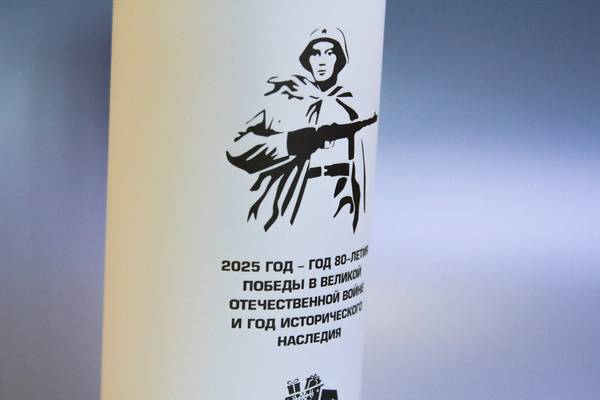 2025 ГОД – ГОД 80-ЛЕТИЯ
ПОБЕДЫ В ВЕЛИКОЙ
ОТЕЧЕСТВЕННОЙ ВОЙНЕ
И ГОД ИСТОРИЧЕСКОГО
НАСЛЕДИЯ